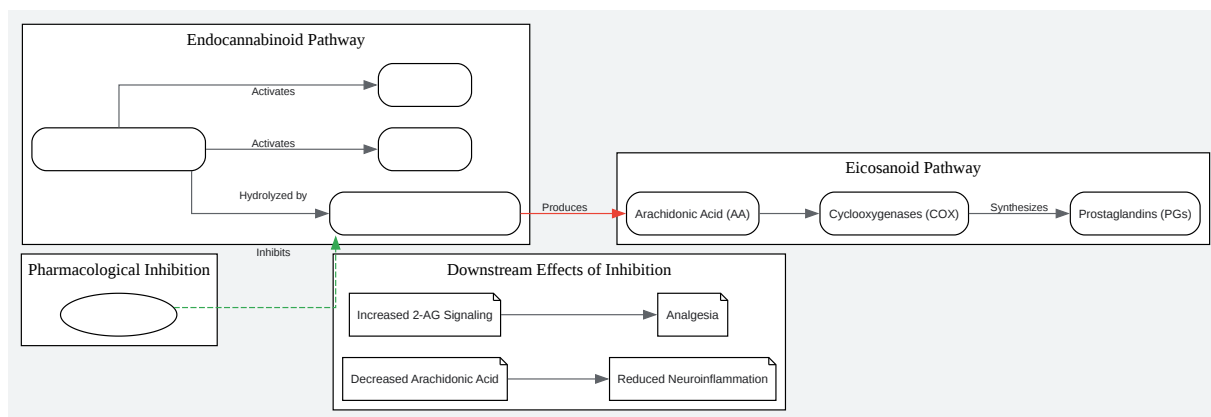 Endocannabinoid Pathway
Activates
Activates
Hydrolyzed by
Produces
Eicosanoid Pathway
Arachidonic Acid (AA)
Cyclooxygenases (COX)
Synthesizes
Prostaglandins (PGs)
Inhibits
Pharmacological Inhibition
Downstream Effects of Inhibition
Increased 2-AG Signaling
Analgesia
Decreased Arachidonic Acid
Reduced Neuroinflammation